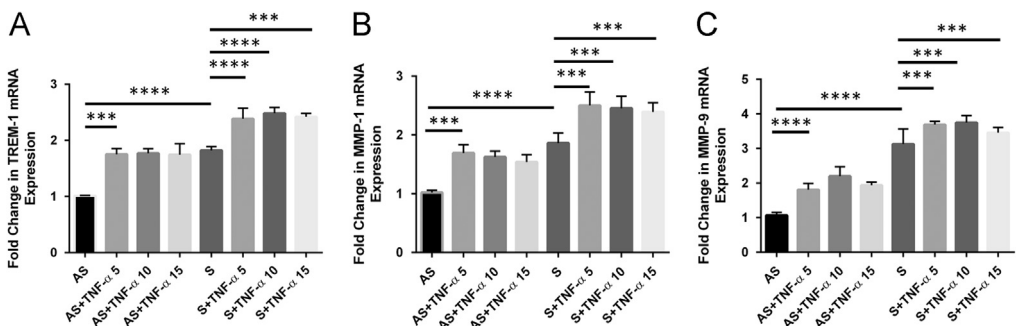 A
Fold Change in TREM-1 mRNA
Expression
3
2
1
0
***
****
****
****
***
AS
AS+TNF-α 5
AS+TNF-α 10
AS+TNF-α 15
S
S+TNF-α 5
S+TNF-α 10
S+TNF-α 15
B
Fold Change in MMP-1 mRNA
Expression
3
2
1
0
***
****
***
***
***
AS
AS+TNF-α 5
AS+TNF-α 10
AS+TNF-α 15
S
S+TNF-α 5
S+TNF-α 10
S+TNF-α 15
C
Fold Change in MMP-9 mRNA
Expression
5
4
3
2
1
0
****
****
***
***
***
AS
AS+TNF-α 5
AS+TNF-α 10
AS+TNF-α 15
S
S+TNF-α 5
S+TNF-α 10
S+TNF-α 15